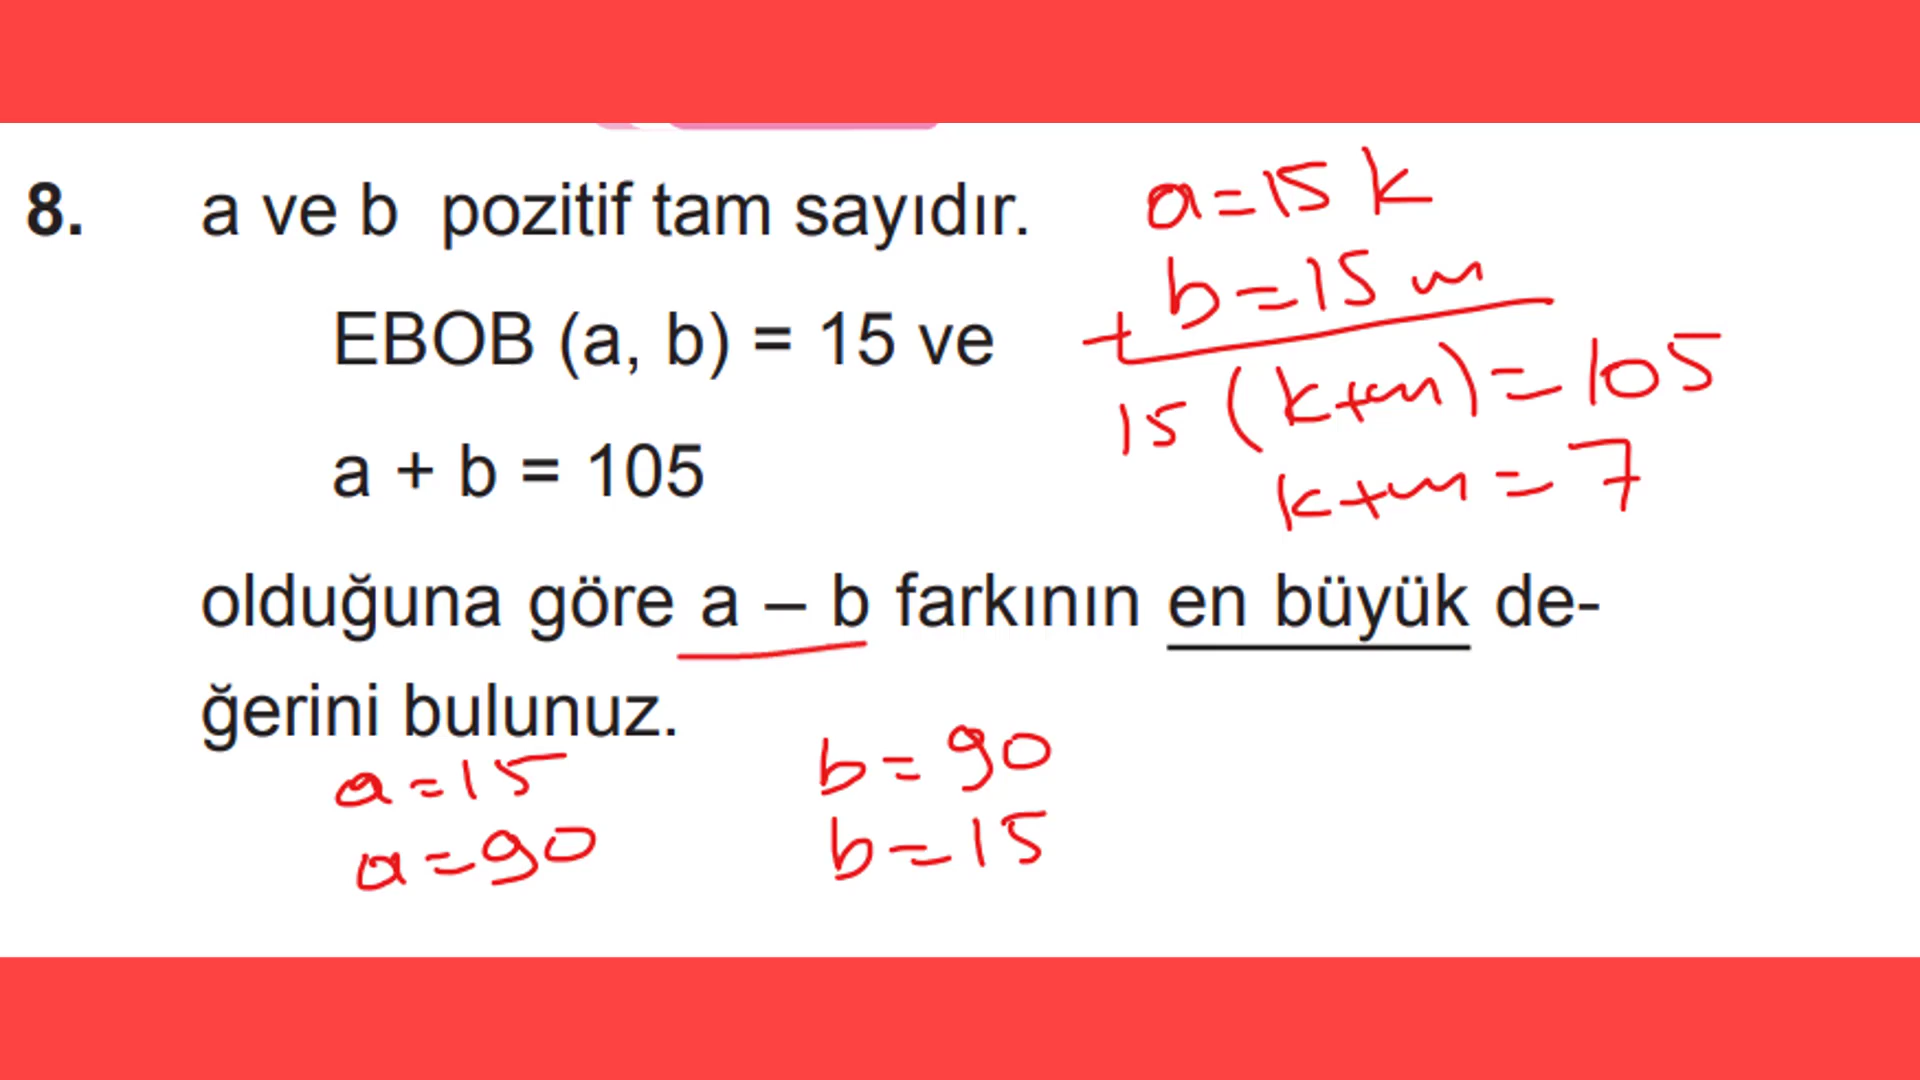 8. a ve b pozitif tam sayıdır.
EBOB (a, b) = 15 ve
a + b = 105
olduğuna göre a – b farkının en büyük de-
ğerini bulunuz.
a=15k
b=15m
+
15(k+m)=105
k+m=7
a=15 b=90
a=90 b=15